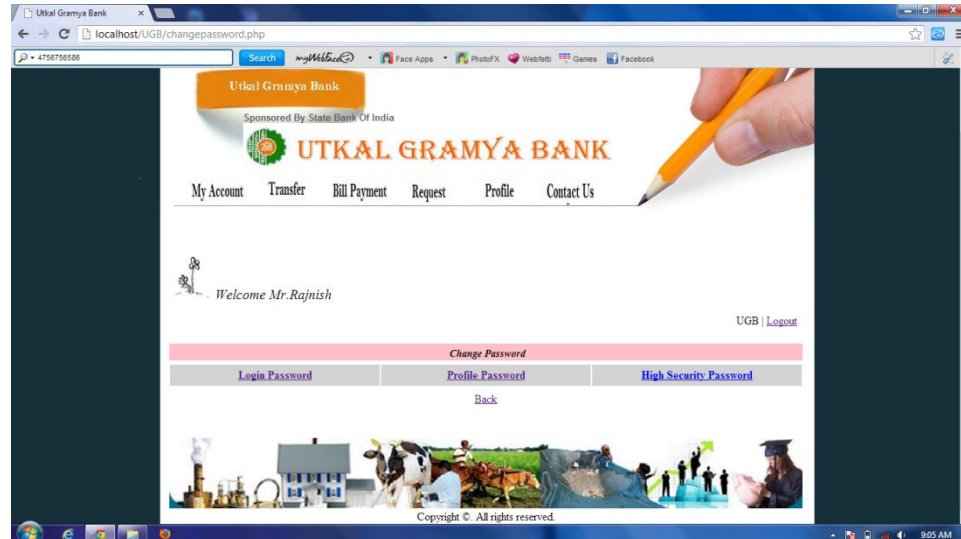 Utkal Gramya Bank
localhost/UGB/changepassword.php
4756756586 Search myWebface Face Apps PhotoFX Webfetti Games Facebook
Utkal Gramya Bank
Sponsored By State Bank Of India
UTKAL GRAMYA BANK
My Account Transfer Bill Payment Request Profile Contact Us
Welcome Mr.Rajnish
UGB | Logout
Change Password
Login Password Profile Password High Security Password
Back
Copyright ©. All rights reserved.
9:05 AM